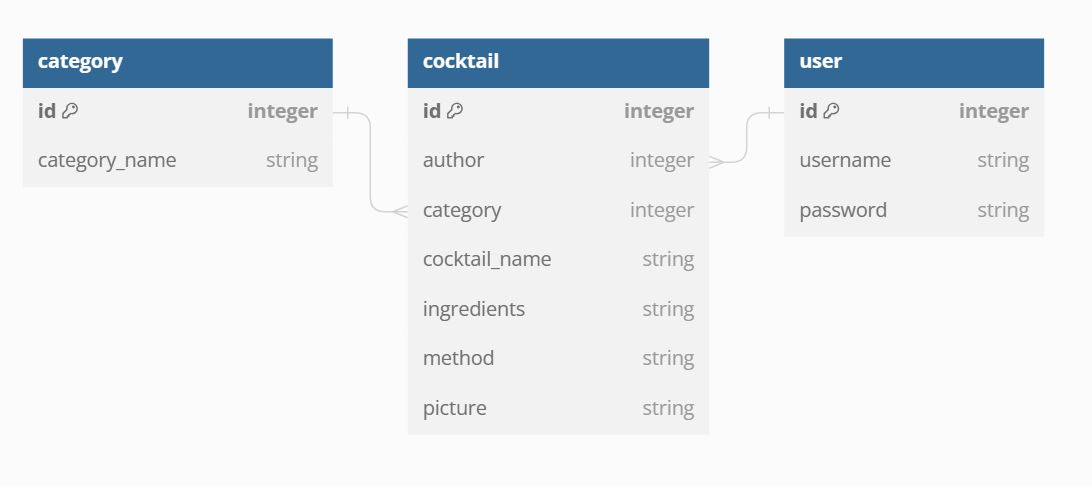 category
id integer
category_name string
cocktail
id integer
author integer
category integer
cocktail_name string
ingredients string
method string
picture string
user
id integer
username string
password string